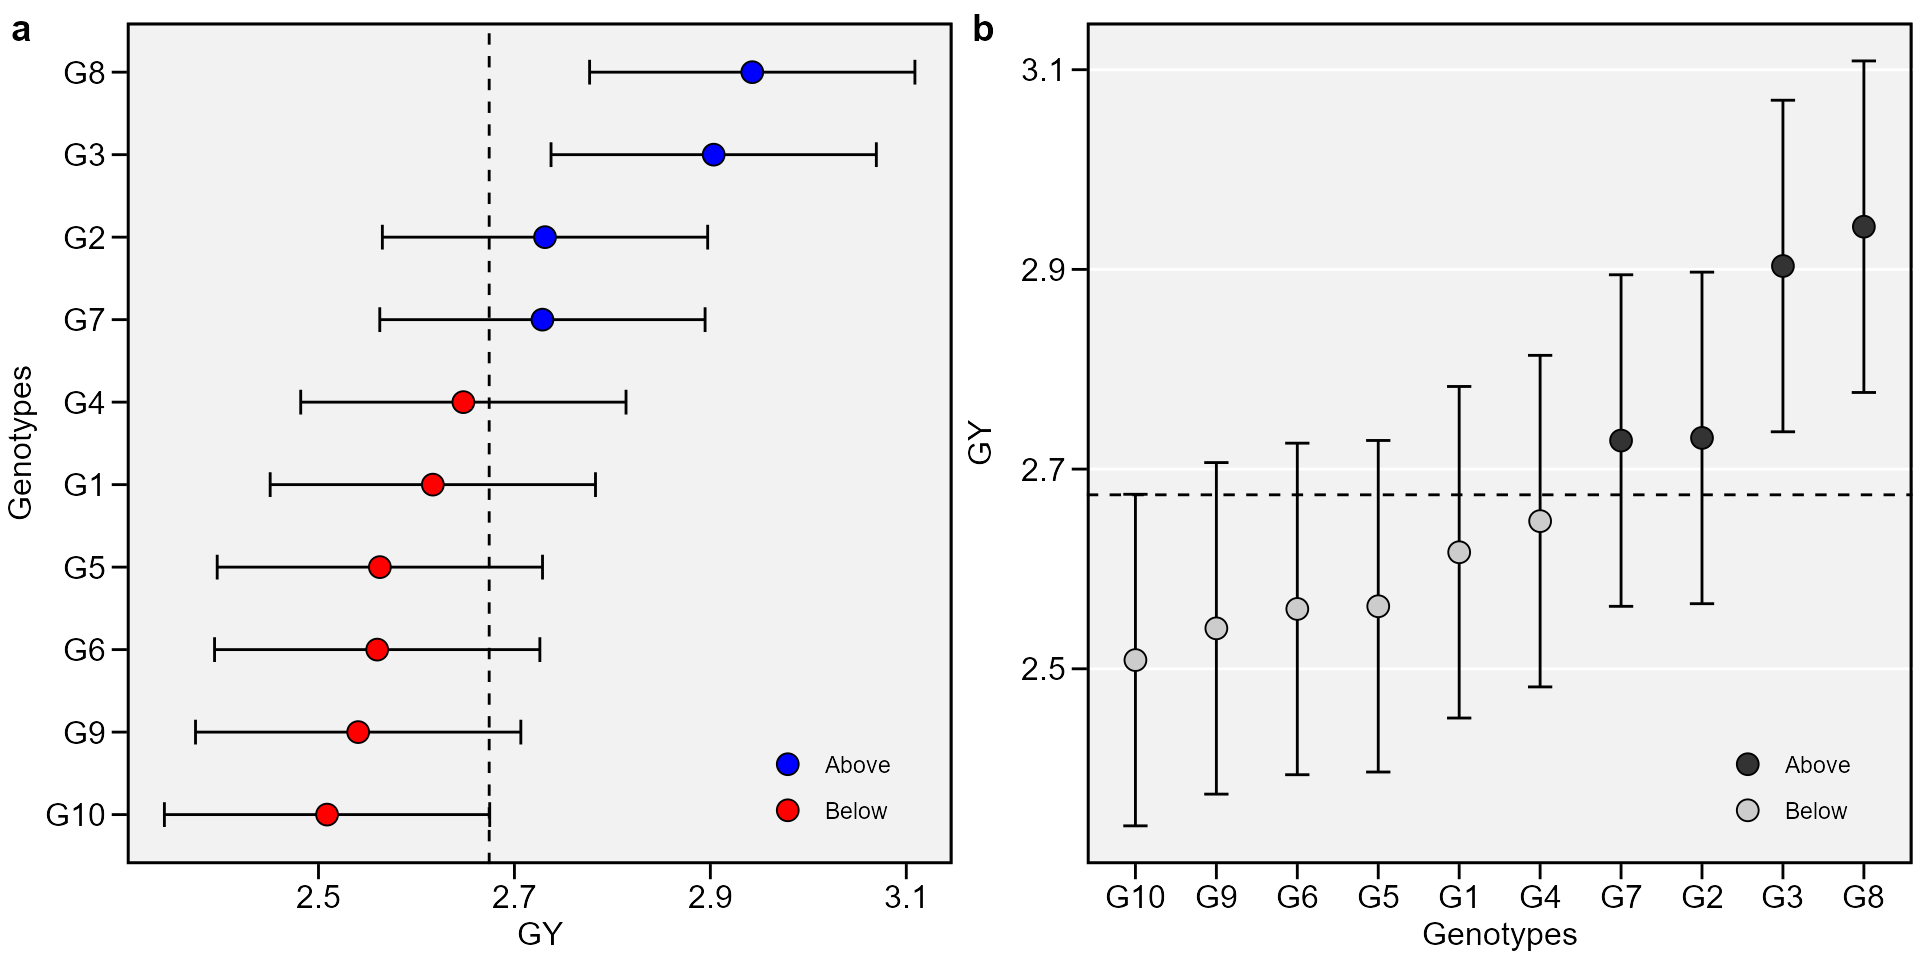 a
G8
G3
G2
G7
G4
G1
G5
G6
G9
G10
Genotypes
Above
Below
2.5 2.7 2.9 3.1
GY
b
3.1
2.9
2.7
2.5
GY
Above
Below
G10 G9 G6 G5 G1 G4 G7 G2 G3 G8
Genotypes